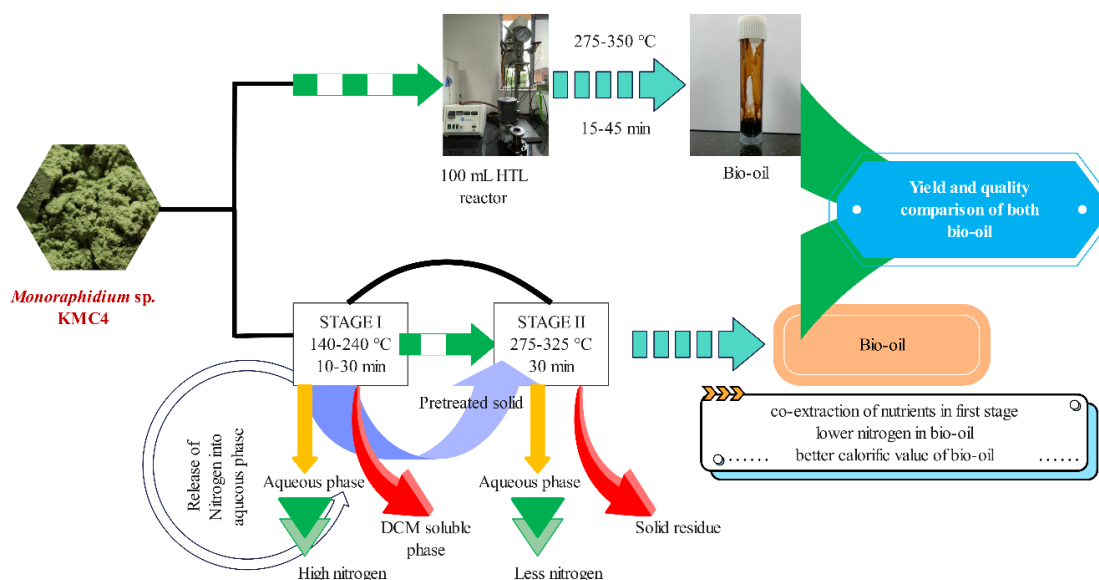 275-350 °C
15-45 min
100 mL HTL
reactor
Bio-oil
Yield and quality
comparison of both
bio-oil
Monoraphidium sp.
KMC4
STAGE I
140-240 °C
10-30 min
STAGE II
275-325 °C
30 min
Bio-oil
Pretreated solid
co-extraction of nutrients in first stage
lower nitrogen in bio-oil
better calorific value of bio-oil
Release of
Nitrogen into
aqueous phase
Aqueous phase
DCM soluble
phase
High nitrogen
Aqueous phase
Solid residue
Less nitrogen